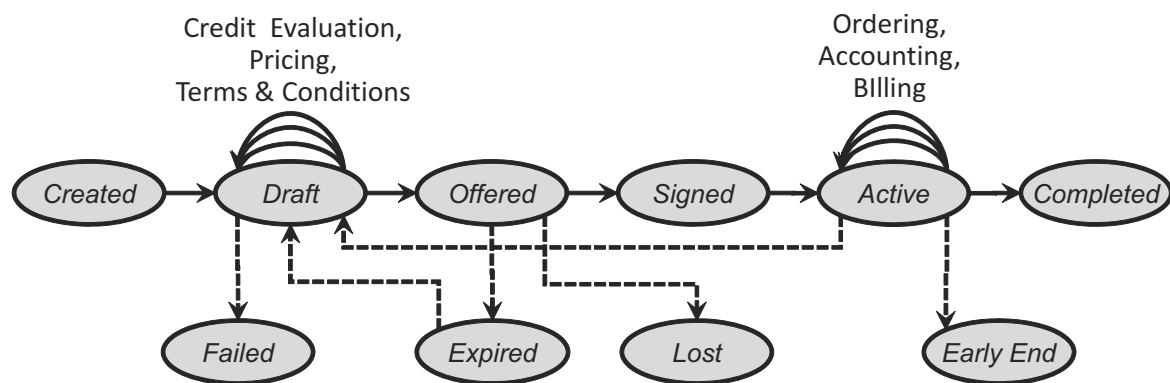 Credit Evaluation,
Pricing,
Terms & Conditions
Ordering,
Accounting,
BIlling
Created
Draft
Offered
Signed
Active
Completed
Failed
Expired
Lost
Early End